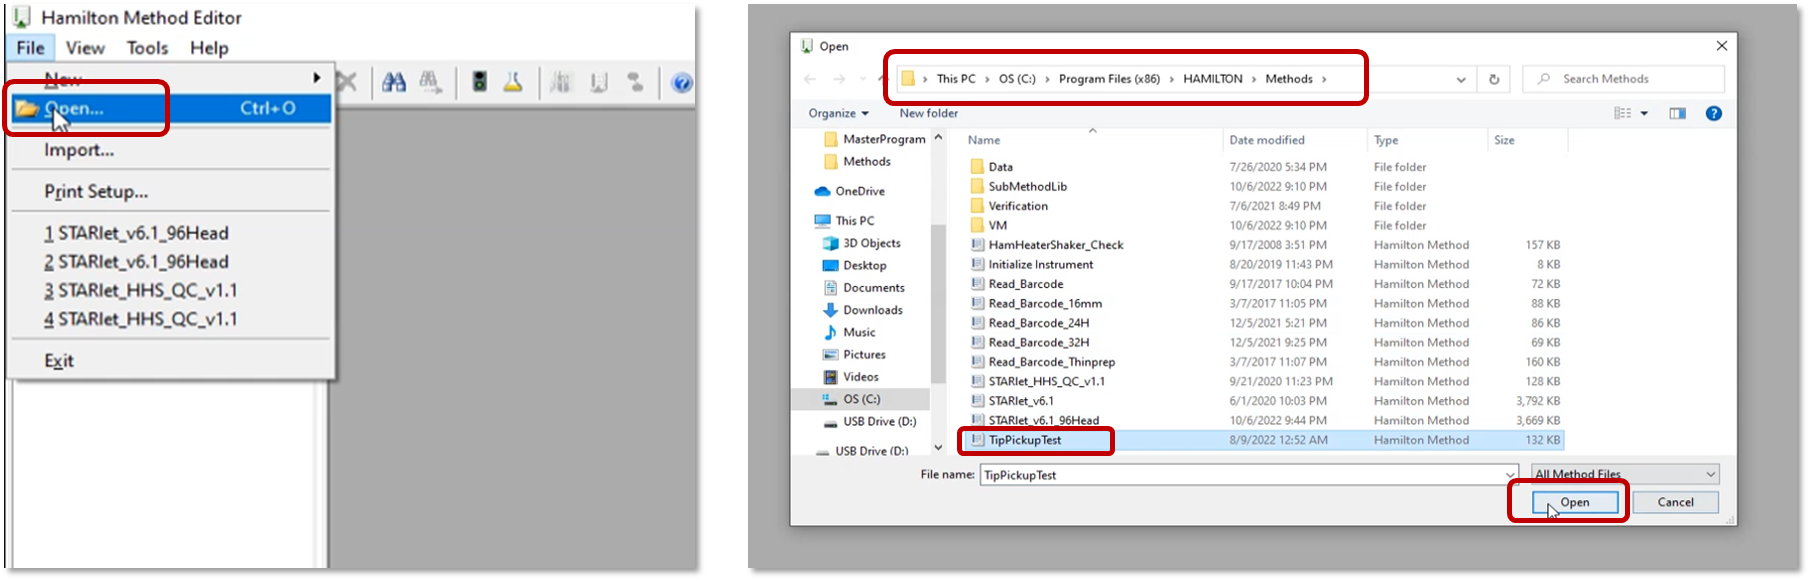 Hamilton Method Editor
File View Tools Help
New
Open... Ctrl+O
Import...
Print Setup...
1 STARlet_v6.1_96Head
2 STARlet_v6.1_96Head
3 STARlet_HHS_QC_v1.1
4 STARlet_HHS_QC_v1.1
Exit
Open
This PC › OS (C:) › Program Files (x86) › HAMILTON › Methods ›
Search Methods
Organize New folder
MasterProgram
Methods
OneDrive
This PC
3D Objects
Desktop
Documents
Downloads
Music
Pictures
Videos
OS (C:)
USB Drive (D:)
USB Drive (D:)
Name Date modified Type Size
Data 7/26/2020 5:34 PM File folder
SubMethodLib 10/6/2022 9:10 PM File folder
Verification 7/6/2021 8:49 PM File folder
VM 10/6/2022 9:10 PM File folder
HamHeaterShaker_Check 9/17/2008 3:51 PM Hamilton Method 157 KB
Initialize Instrument 8/20/2019 11:43 PM Hamilton Method 8 KB
Read_Barcode 9/17/2017 10:04 PM Hamilton Method 72 KB
Read_Barcode_16mm 3/7/2017 11:05 PM Hamilton Method 88 KB
Read_Barcode_24H 12/5/2021 5:21 PM Hamilton Method 86 KB
Read_Barcode_32H 12/5/2021 9:25 PM Hamilton Method 69 KB
Read_Barcode_Thinprep 3/7/2017 11:07 PM Hamilton Method 160 KB
STARlet_HHS_QC_v1.1 9/21/2020 11:23 PM Hamilton Method 128 KB
STARlet_v6.1 6/1/2020 10:03 PM Hamilton Method 3,792 KB
STARlet_v6.1_96Head 10/6/2022 9:44 PM Hamilton Method 3,669 KB
TipPickupTest 8/9/2022 12:52 AM Hamilton Method 132 KB
File name: TipPickupTest All Method Files
Open Cancel